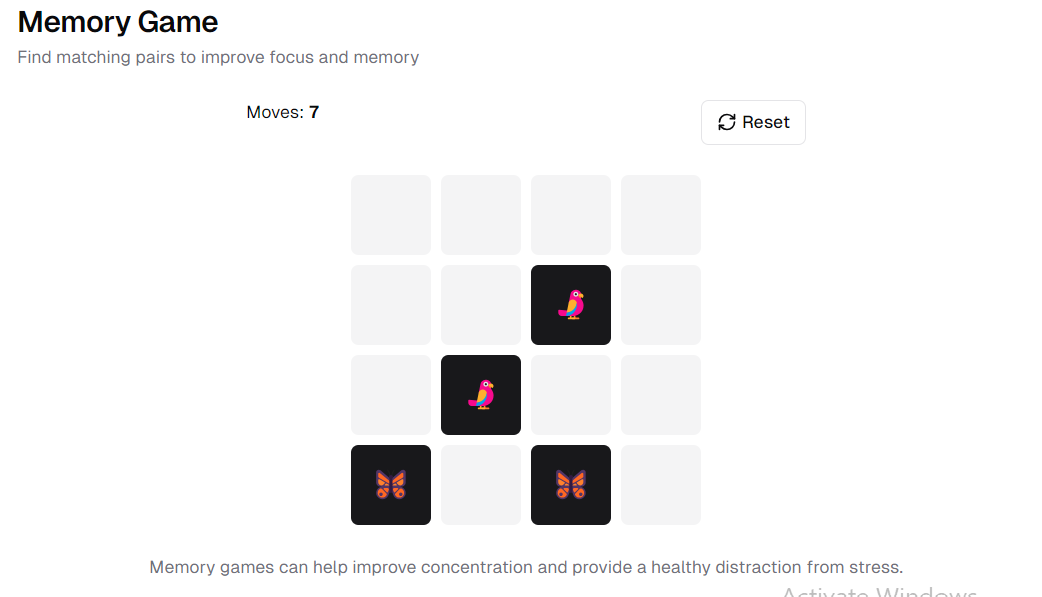 Memory Game
Find matching pairs to improve focus and memory
Moves: 7
Reset
Memory games can help improve concentration and provide a healthy distraction from stress.
Activate Windows